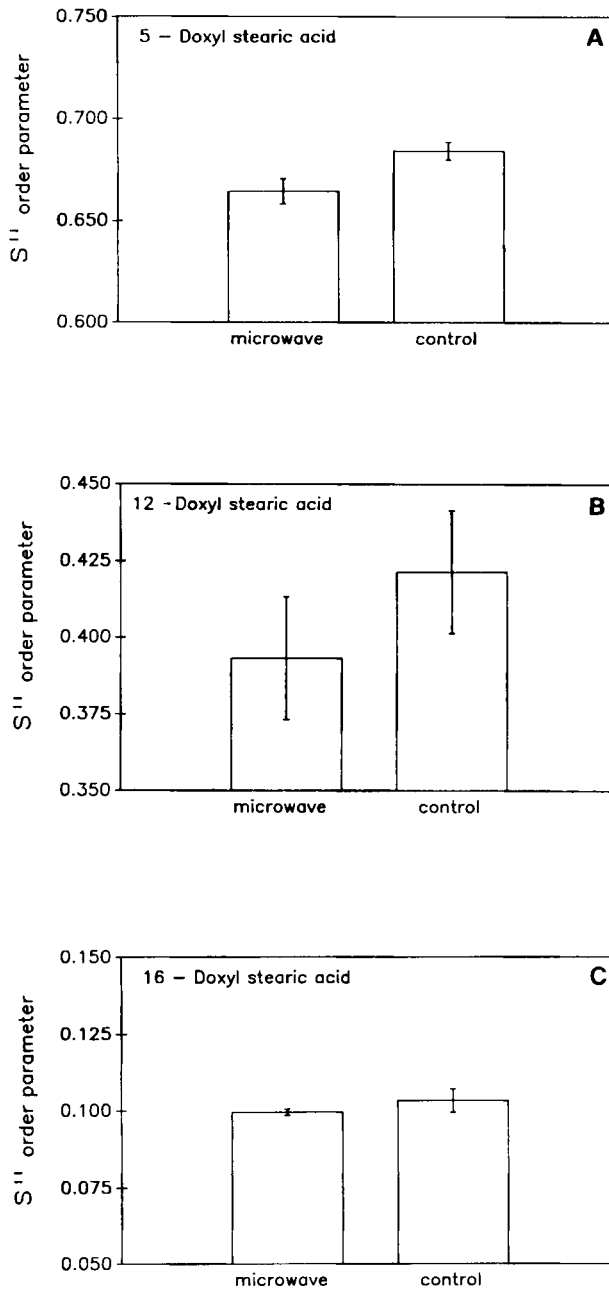 5 – Doxyl stearic acid
A
0.750
0.700
0.650
0.600
S'' order parameter
microwave
control
12 – Doxyl stearic acid
B
0.450
0.425
0.400
0.375
0.350
S'' order parameter
microwave
control
16 – Doxyl stearic acid
C
0.150
0.125
0.100
0.075
0.050
S'' order parameter
microwave
control